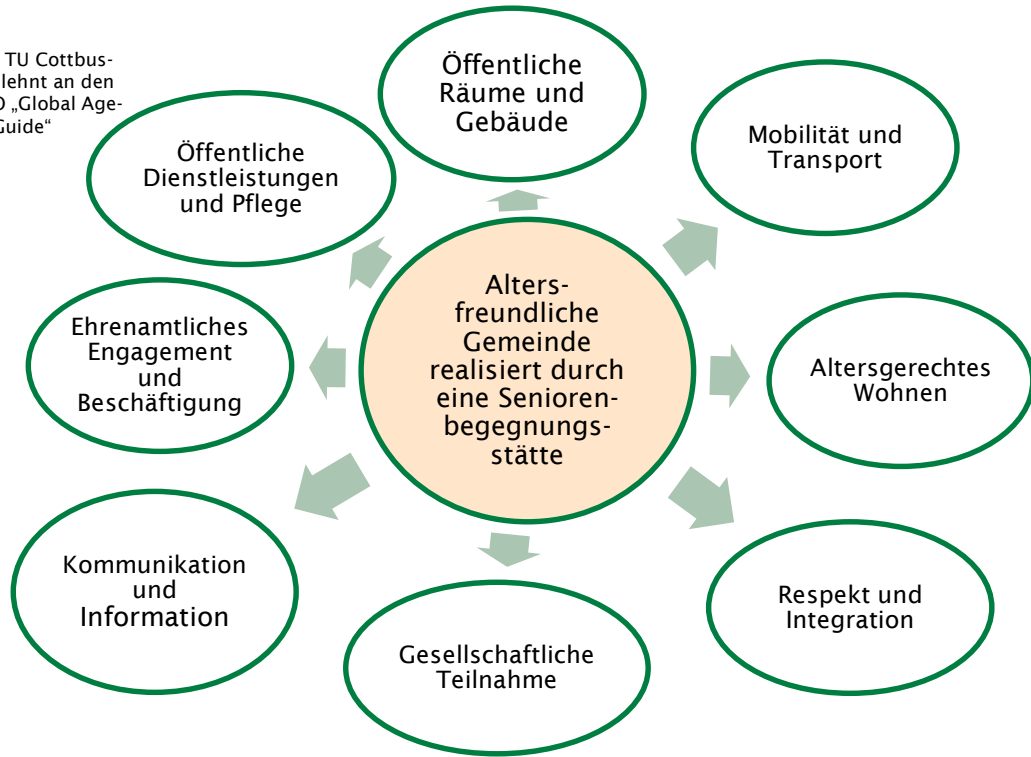 TU Cottbus-
lehnt an den
„Global Age-
Guide“
Öffentliche
Räume und
Gebäude
Mobilität und
Transport
Öffentliche
Dienstleistungen
und Pflege
Alters-
freundliche
Gemeinde
realisiert durch
eine Senioren-
begegnungs-
stätte
Ehrenamtliches
Engagement
und
Beschäftigung
Altersgerechtes
Wohnen
Kommunikation
und
Information
Respekt und
Integration
Gesellschaftliche
Teilnahme